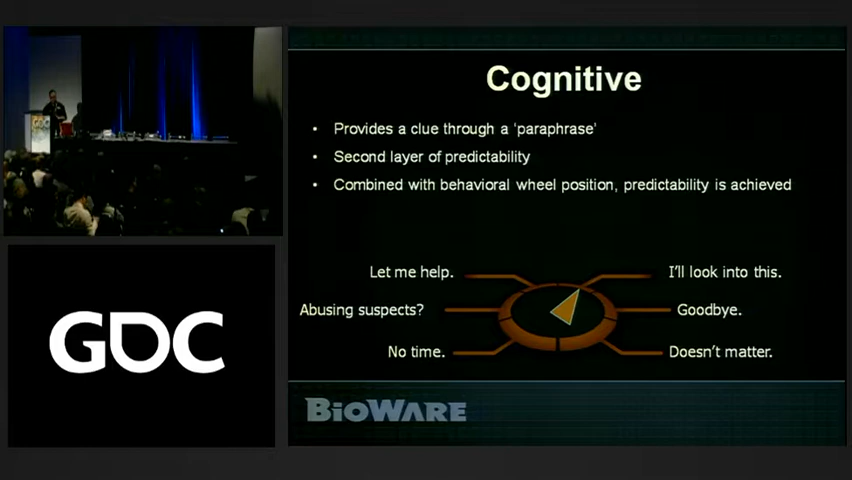 Cognitive
• Provides a clue through a 'paraphrase'
• Second layer of predictability
• Combined with behavioral wheel position, predictability is achieved
Let me help.
I'll look into this.
Abusing suspects?
Goodbye.
No time.
Doesn't matter.
GDC
BIOWARE